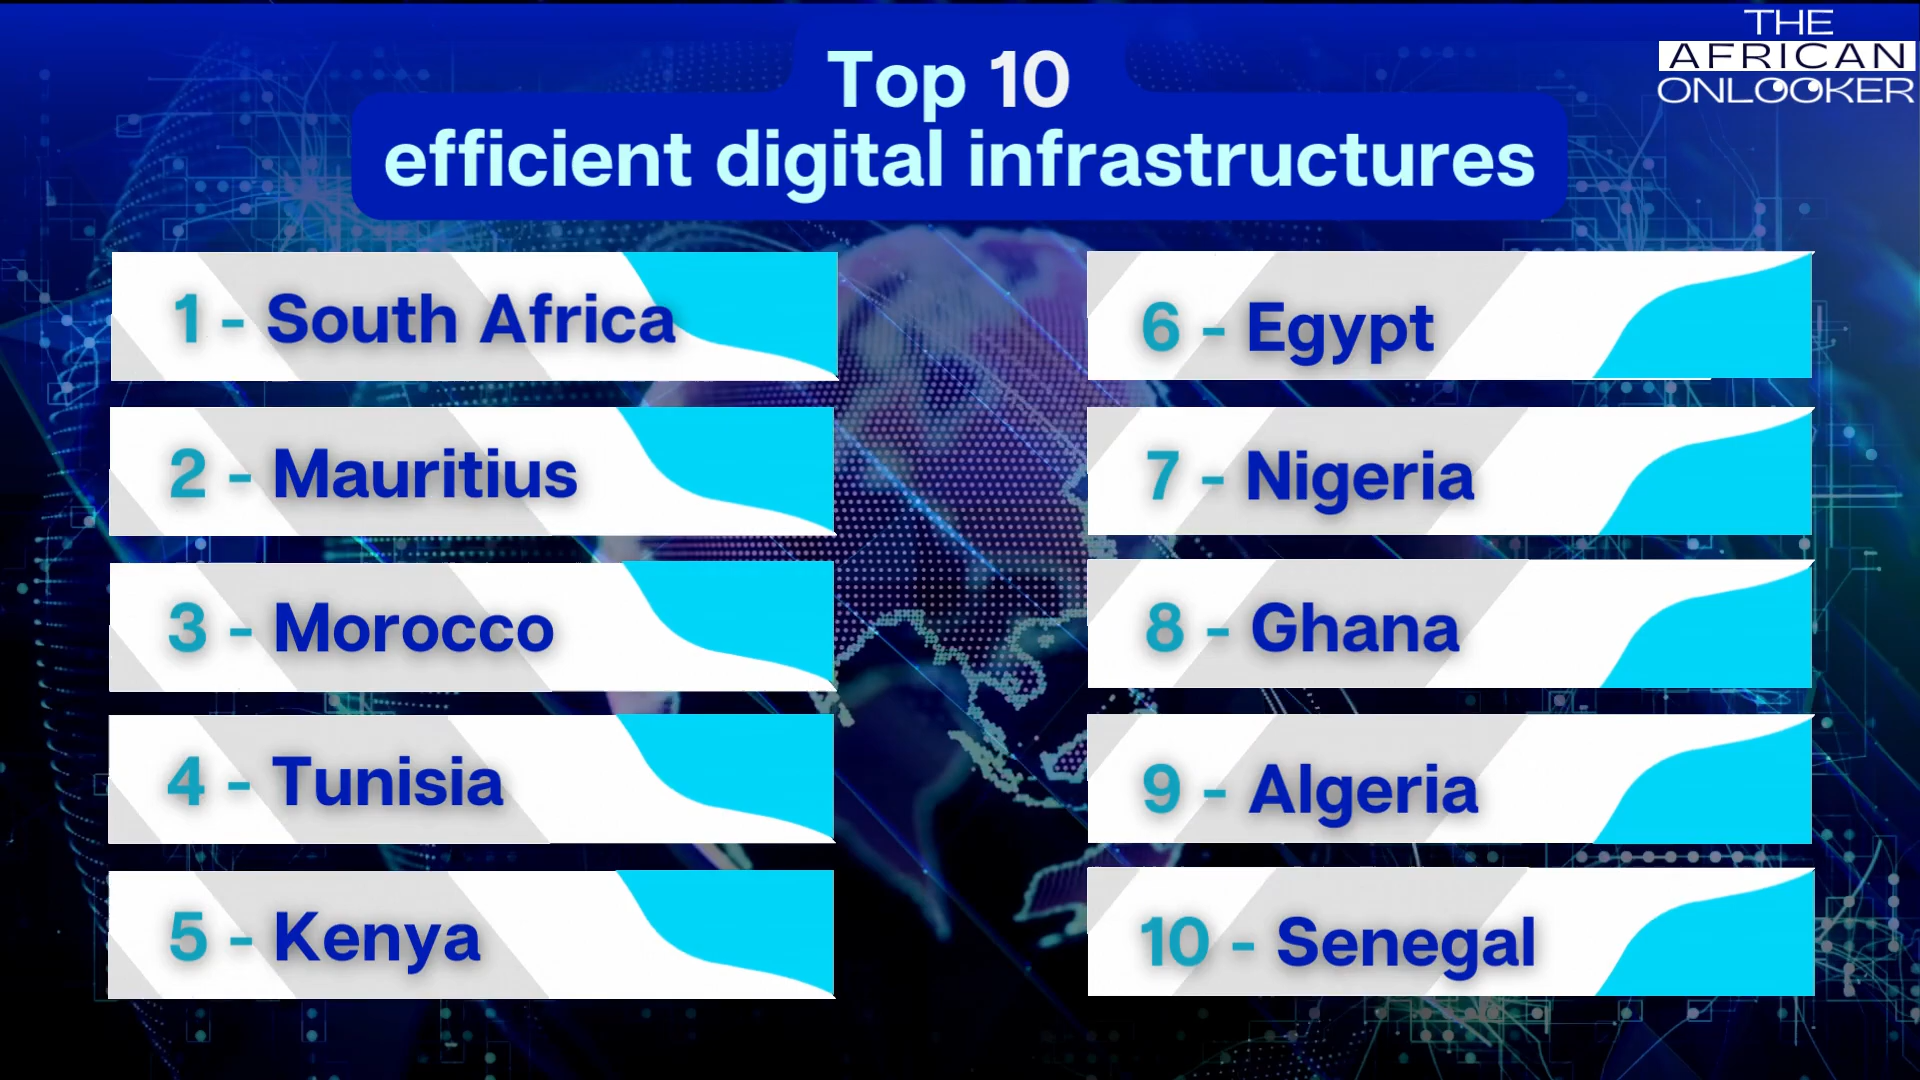 THE
AFRICAN
ONLOOKER
Top 10
efficient digital infrastructures
1 - South Africa
2 - Mauritius
3 - Morocco
4 - Tunisia
5 - Kenya
6 - Egypt
7 - Nigeria
8 - Ghana
9 - Algeria
10 - Senegal